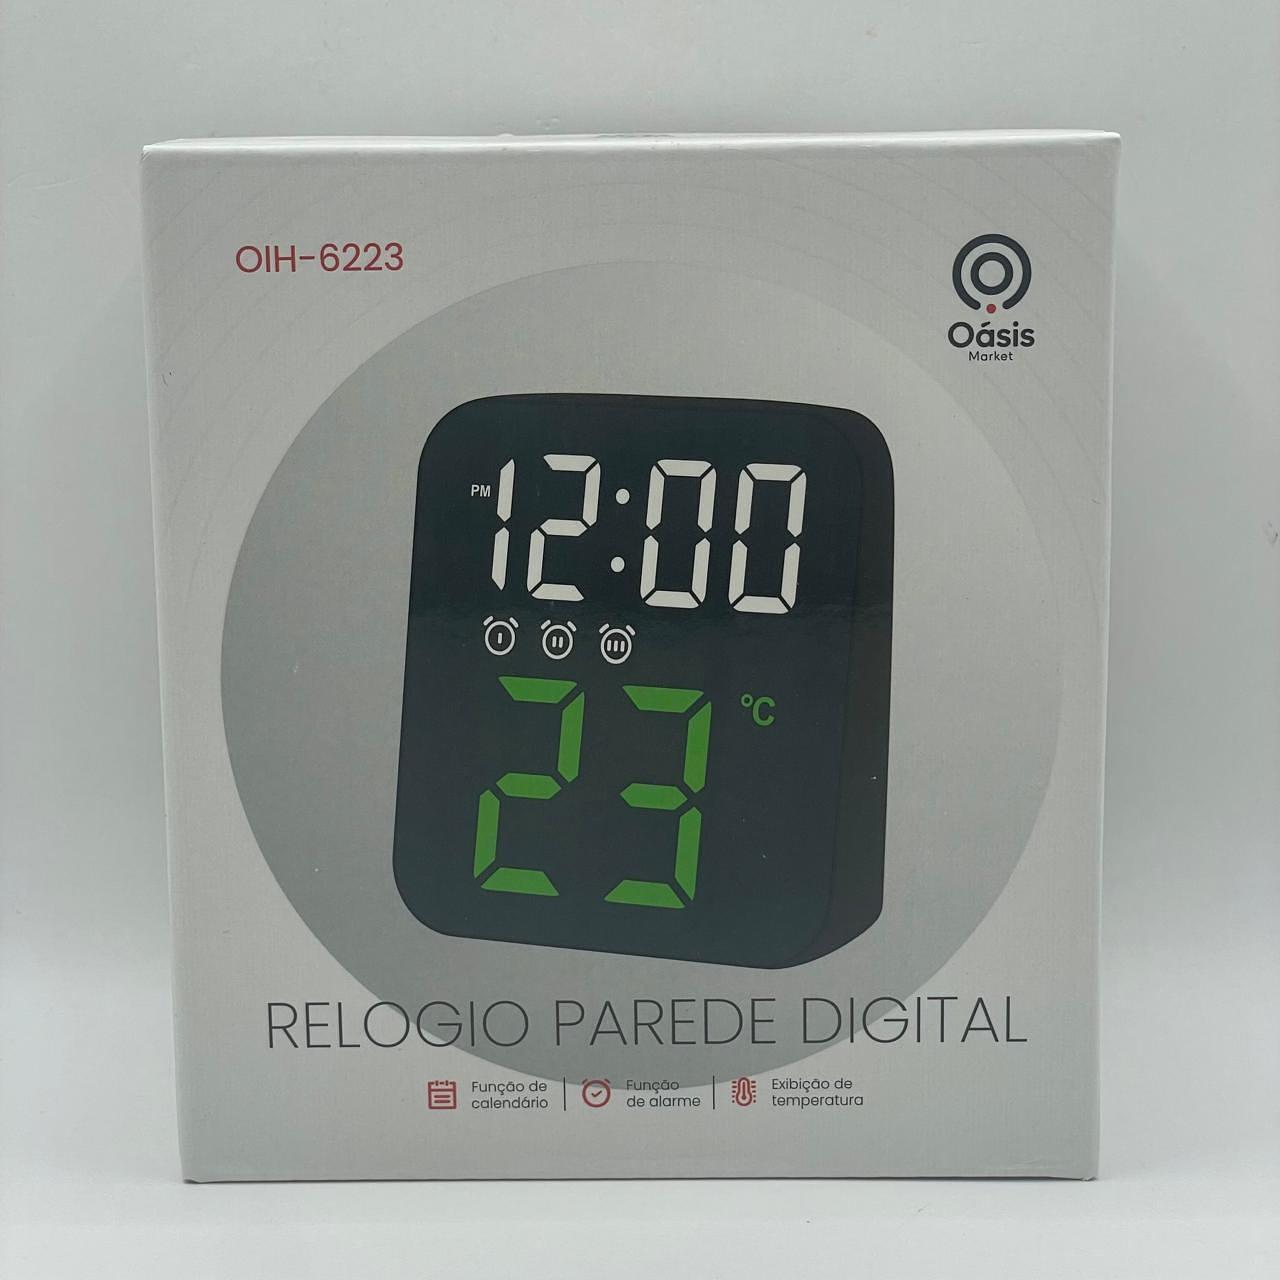 OIH-6223
Oásis
Market
PM 12:00
23 °C
RELOGIO PAREDE DIGITAL
Função de
calendário
Função
de alarme
Exibição de
temperatura